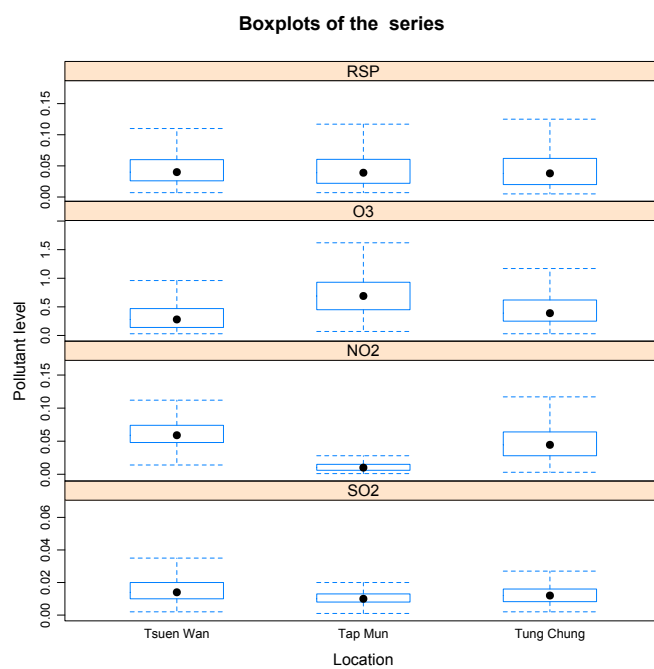 Boxplots of the series
RSP
0.15
0.10
0.05
0.00
O3
1.5
1.0
0.5
0.0
NO2
0.15
0.10
0.05
0.00
SO2
0.06
0.04
0.02
0.00
Pollutant level
Tsuen Wan Tap Mun Tung Chung
Location